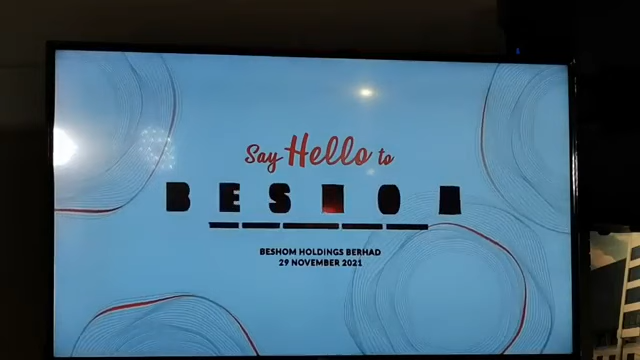 Say Hello to
BESHOM
BESHOM HOLDINGS BERHAD
29 NOVEMBER 2021